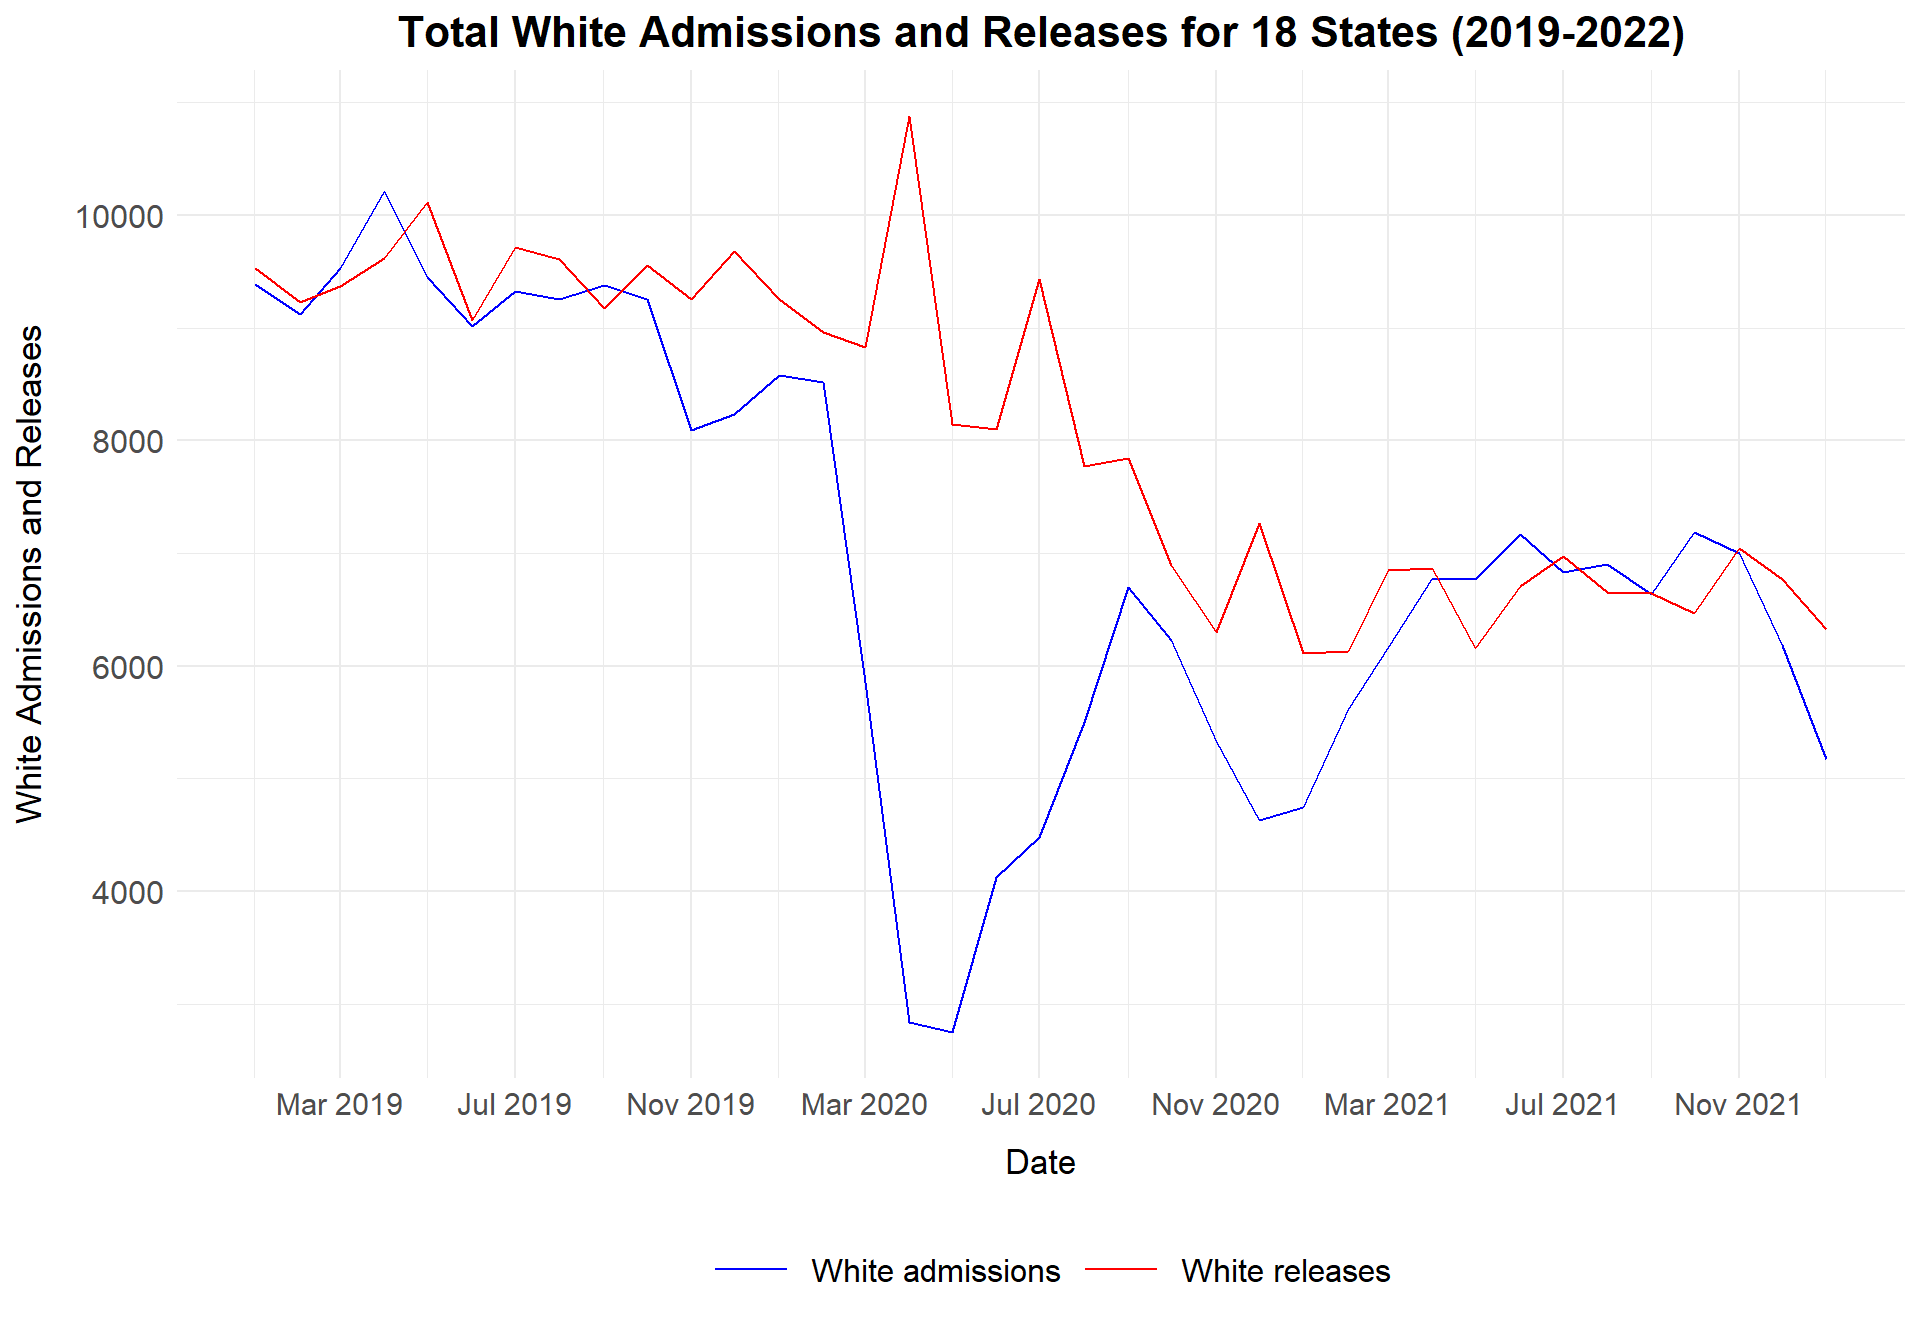 Total White Admissions and Releases for 18 States (2019-2022)
White Admissions and Releases
10000
8000
6000
4000
Mar 2019 Jul 2019 Nov 2019 Mar 2020 Jul 2020 Nov 2020 Mar 2021 Jul 2021 Nov 2021
Date
White admissions White releases